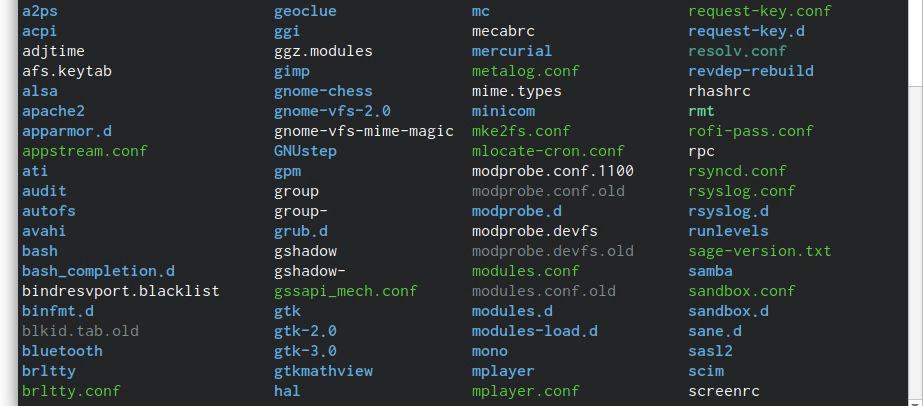 a2ps geoclue mc request-key.conf
acpi ggi mecabrc request-key.d
adjtime ggz.modules mercurial resolv.conf
afs.keytab gimp metalog.conf revdep-rebuild
alsa gnome-chess mime.types rhashrc
apache2 gnome-vfs-2.0 minicom rmt
apparmor.d gnome-vfs-mime-magic mke2fs.conf rofi-pass.conf
appstream.conf GNUstep mlocate-cron.conf rpc
ati gpm modprobe.conf.1100 rsyncd.conf
audit group modprobe.conf.old rsyslog.conf
autofs group- modprobe.d rsyslog.d
avahi grub.d modprobe.devfs runlevels
bash gshadow modprobe.devfs.old sage-version.txt
bash_completion.d gshadow- modules.conf samba
bindresvport.blacklist gssapi_mech.conf modules.conf.old sandbox.conf
binfmt.d gtk modules.d sandbox.d
blkid.tab.old gtk-2.0 modules-load.d sane.d
bluetooth gtk-3.0 mono sasl2
brltty gtkmathview mplayer scim
brltty.conf hal mplayer.conf screenrc